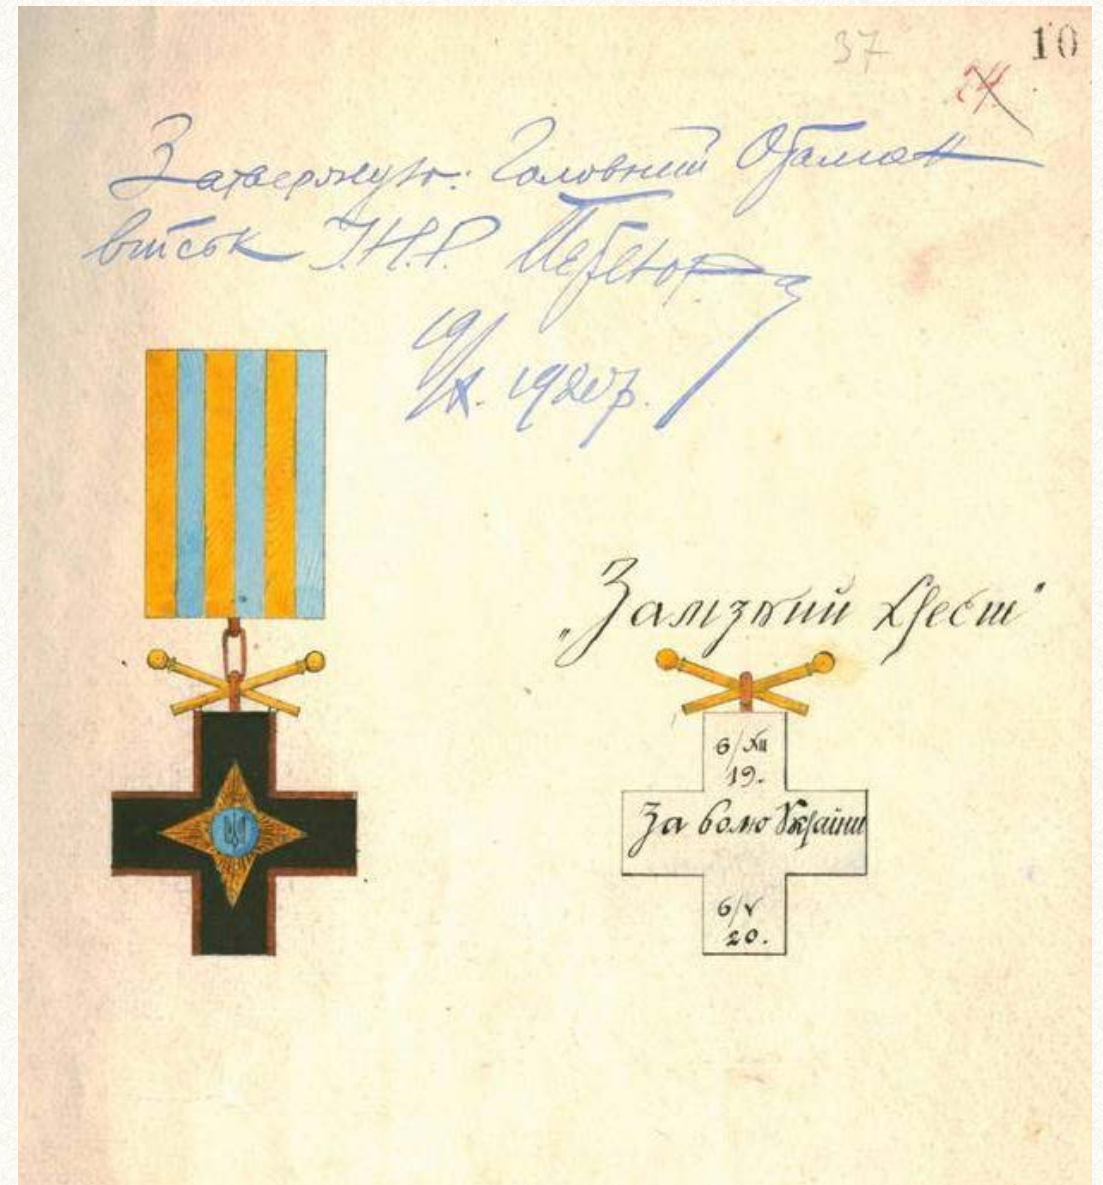 37
10
Затверджую: Головний Отаман
військ У.Н.Р. Петлюра
19/X. 1920р.
„Залізний Хрест"
6/XII
19.
За волю України
6/V
20.